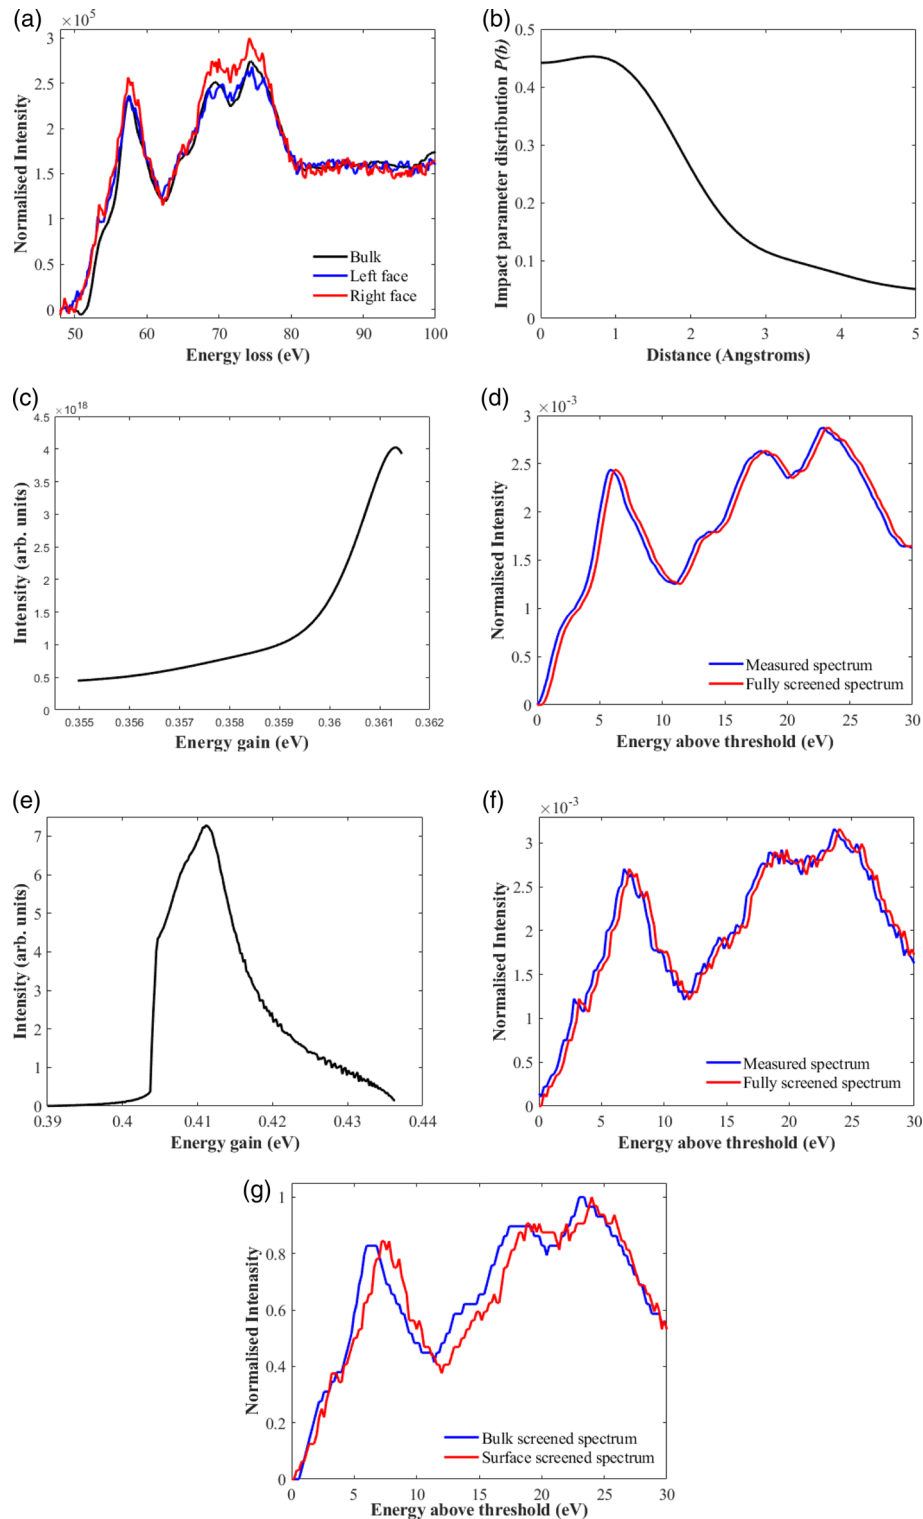 (a)
×10⁵
3
2.5
2
1.5
1
0.5
0
Normalised Intensity
Bulk
Left face
Right face
50 60 70 80 90 100
Energy loss (eV)
(b)
0.5
0.4
0.3
0.2
0.1
0
Impact parameter distribution P(b)
0 1 2 3 4 5
Distance (Angstroms)
(c)
×10¹⁸
4.5
4
3.5
3
2.5
2
1.5
1
0.5
0
Intensity (arb. units)
0.355 0.356 0.357 0.358 0.359 0.36 0.361 0.362
Energy gain (eV)
(d)
×10⁻³
3
2.5
2
1.5
1
0.5
0
Normalised Intensity
Measured spectrum
Fully screened spectrum
0 5 10 15 20 25 30
Energy above threshold (eV)
(e)
7
6
5
4
3
2
1
0
Intensity (arb. units)
0.39 0.4 0.41 0.42 0.43 0.44
Energy gain (eV)
(f)
×10⁻³
3
2.5
2
1.5
1
0.5
0
Normalised Intensity
Measured spectrum
Fully screened spectrum
0 5 10 15 20 25 30
Energy above threshold (eV)
(g)
1
0.8
0.6
0.4
0.2
0
Normalised Intenasity
Bulk screened spectrum
Surface screened spectrum
0 5 10 15 20 25 30
Energy above threshold (eV)